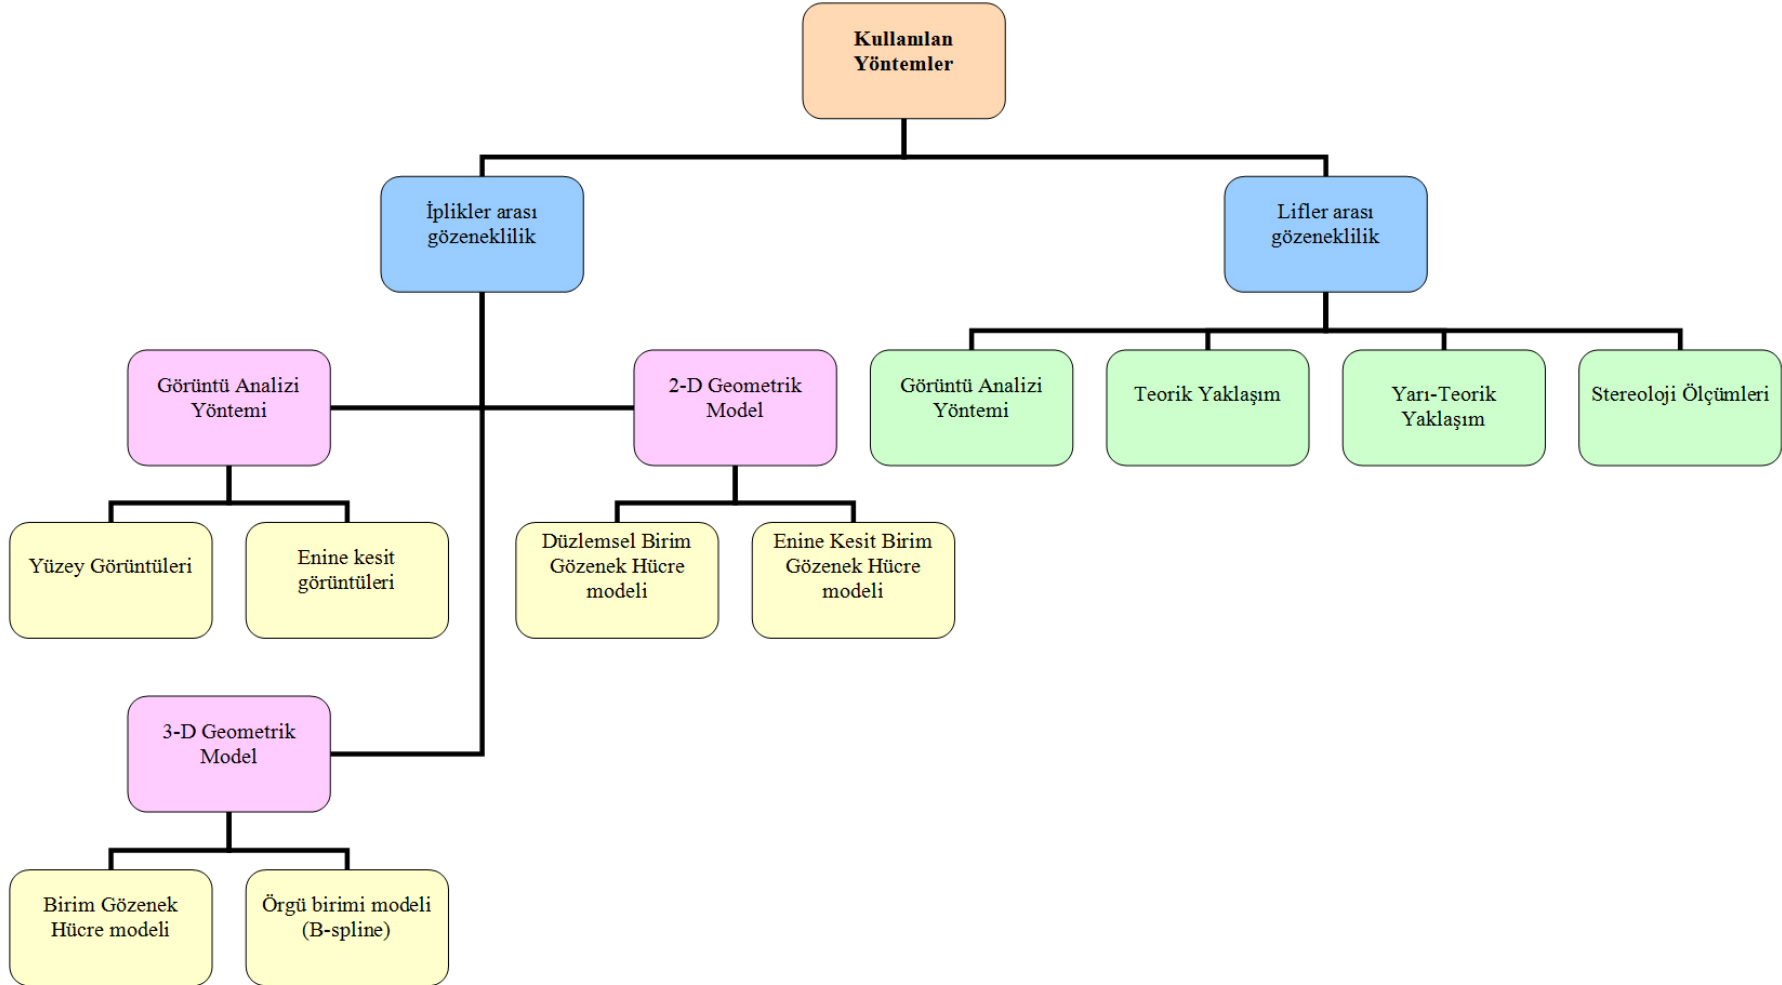 Kullanılan
Yöntemler
İplikler arası
gözeneklilik
Lifler arası
gözeneklilik
Görüntü Analizi
Yöntemi
2-D Geometrik
Model
Görüntü Analizi
Yöntemi
Teorik Yaklaşım
Yarı-Teorik
Yaklaşım
Stereoloji Ölçümleri
Yüzey Görüntüleri
Enine kesit
görüntüleri
Düzlemsel Birim
Gözenek Hücre
modeli
Enine Kesit Birim
Gözenek Hücre
modeli
3-D Geometrik
Model
Birim Gözenek
Hücre modeli
Örgü birimi modeli
(B-spline)